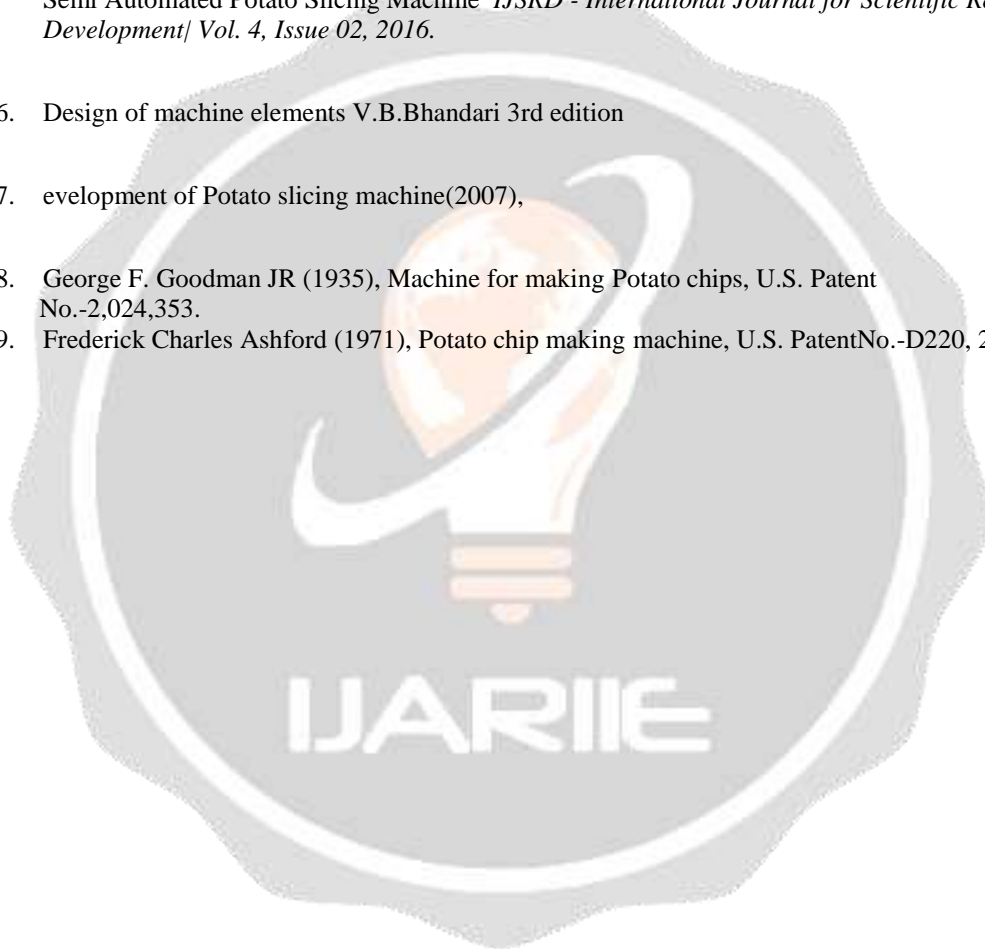 Semi Automated Potato Slicing Machine IJSRD - International Journal for Scientific
Development| Vol. 4, Issue 02, 2016.
6. Design of machine elements V.B.Bhandari 3rd edition
7. evelopment of Potato slicing machine(2007),
8. George F. Goodman JR (1935), Machine for making Potato chips, U.S. Patent
No.-2,024,353.
9. Frederick Charles Ashford (1971), Potato chip making machine, U.S. PatentNo.-D220, 2
IJARIIE